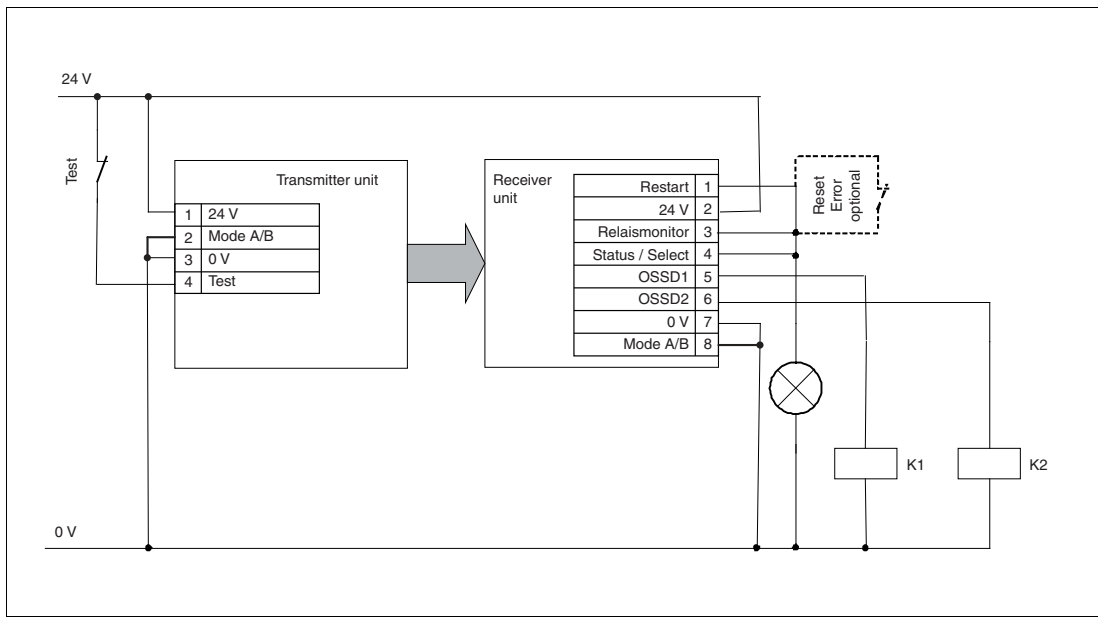 24 V
Test
Transmitter unit
1 24 V
2 Mode A/B
3 0 V
4 Test
Receiver
unit
Restart 1
24 V 2
Relaismonitor 3
Status / Select 4
OSSD1 5
OSSD2 6
0 V 7
Mode A/B 8
Reset
Error
optional
K1
K2
0 V